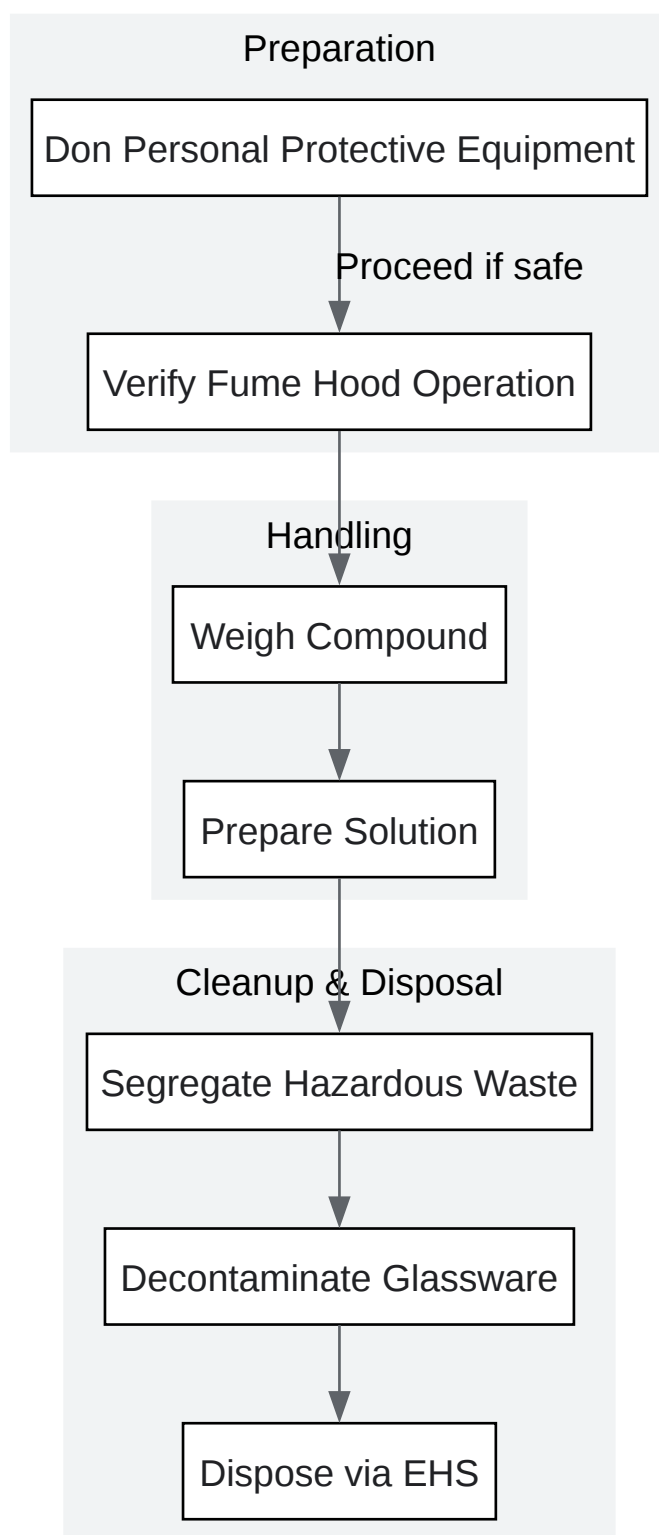 Preparation
Don Personal Protective Equipment
Proceed if safe
Verify Fume Hood Operation
Handling
Weigh Compound
Prepare Solution
Cleanup & Disposal
Segregate Hazardous Waste
Decontaminate Glassware
Dispose via EHS